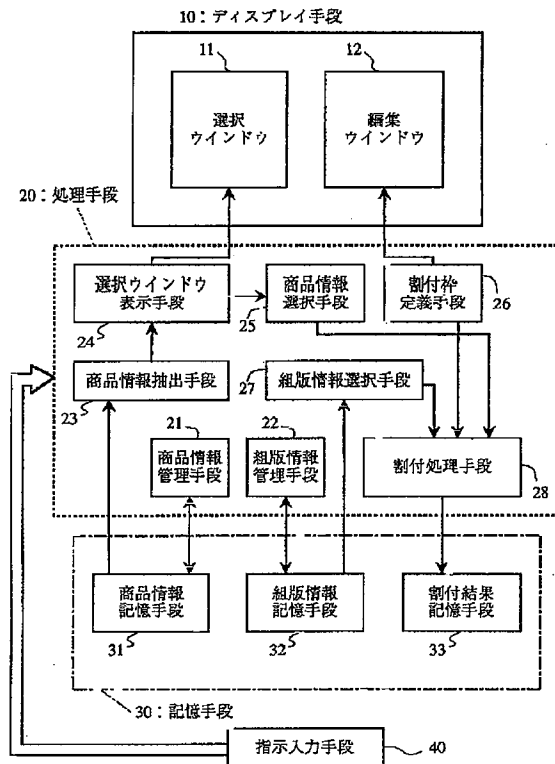 10:ディスプレイ手段
11
12
選択
ウインドウ
編集
ウインドウ
20:処理手段
選択ウインドウ
表示手段
24
商品情報
選択手段
25
割付枠
定義手段
26
商品情報抽出手段
23
27
組版情報選択手段
21
商品情報
管理手段
22
組版情報
管理手段
割付処理手段
28
商品情報
記憶手段
31
組版情報
記憶手段
32
割付結果
記憶手段
33
30:記憶手段
指示入力手段
40